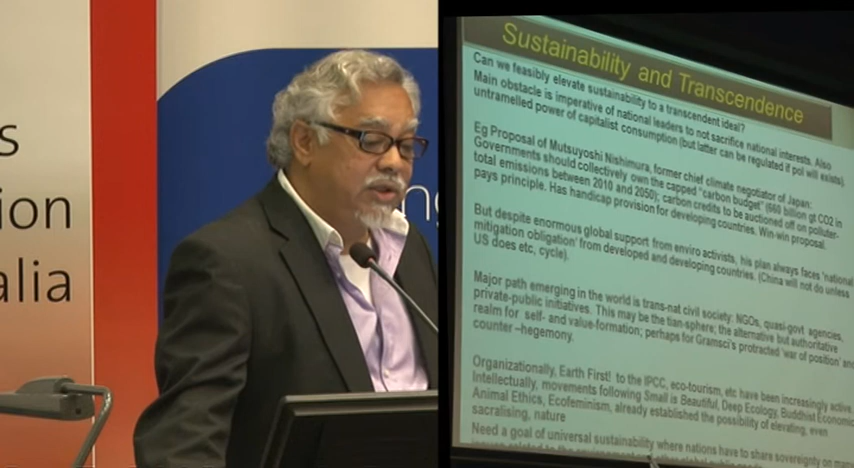 s
ion
alia
ng
Sustainability and Transcendence
Can we feasibly elevate sustainability to a transcendent ideal?
Main obstacle is imperative of national leaders to not sacrifice national interests. Also
untramelled power of capitalist consumption (but latter can be regulated if pol will exists).
Eg Proposal of Mutsuyoshi Nishimura, former chief climate negotiator of Japan:
Governments should collectively own the capped "carbon budget" (660 billion gt CO2 in
total emissions between 2010 and 2050); carbon credits to be auctioned off on polluter-
pays principle. Has handicap provision for developing countries. Win-win proposal.
But despite enormous global support from enviro activists, his plan always faces 'national
mitigation obligation' from developed and developing countries. (China will not do unless
US does etc, cycle).
Major path emerging in the world is trans-nat civil society: NGOs, quasi-govt agencies,
private-public initiatives. This may be the tian-sphere; the alternative but authoritative
realm for self- and value-formation; perhaps for Gramsci's protracted 'war of position' and
counter –hegemony.
Organizationally, Earth First! to the IPCC, eco-tourism, etc have been increasingly active.
Intellectually, movements following Small is Beautiful, Deep Ecology, Buddhist Economic
Animal Ethics, Ecofeminism, already established the possibility of elevating, even
sacralising, nature
Need a goal of universal sustainability where nations have to share sovereignty on